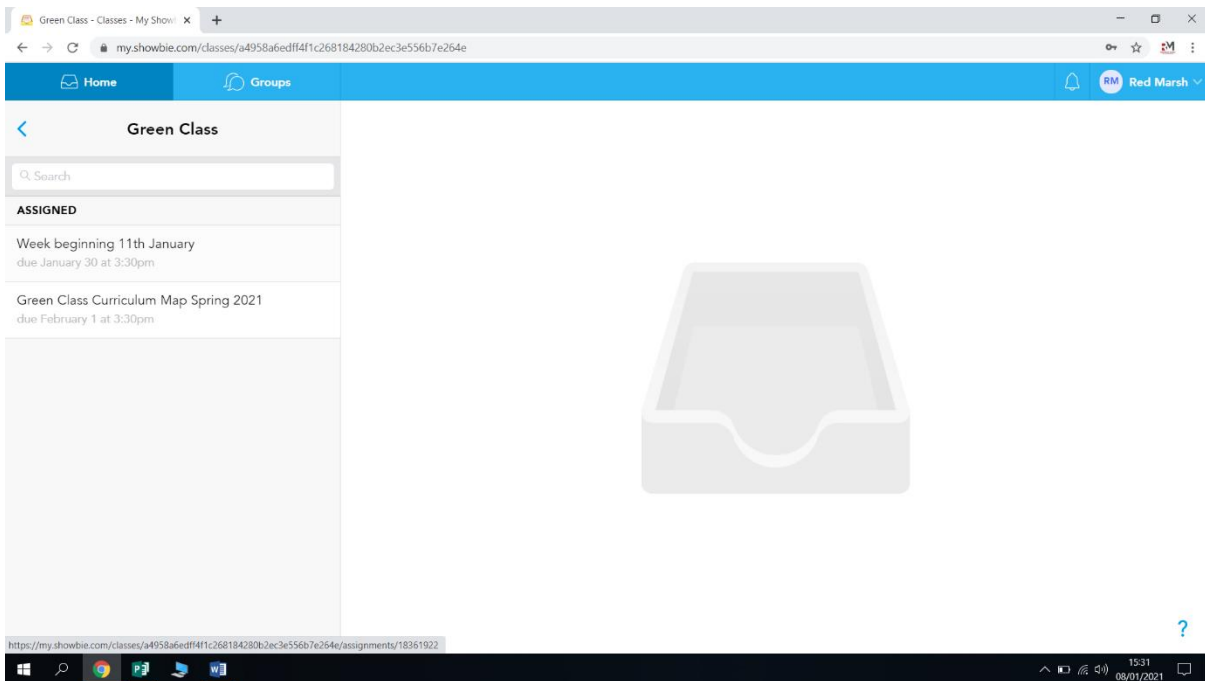 Green Class - Classes - My Show
my.showbie.com/classes/a4958a6edff4f1c268184280b2ec3e556b7e264e
Home
Groups
RM
Red Marsh
Green Class
Search
ASSIGNED
Week beginning 11th January
due January 30 at 3:30pm
Green Class Curriculum Map Spring 2021
due February 1 at 3:30pm
?
https://my.showbie.com/classes/a4958a6edff4f1c268184280b2ec3e556b7e264e/assignments/18361922
15:31
08/01/2021